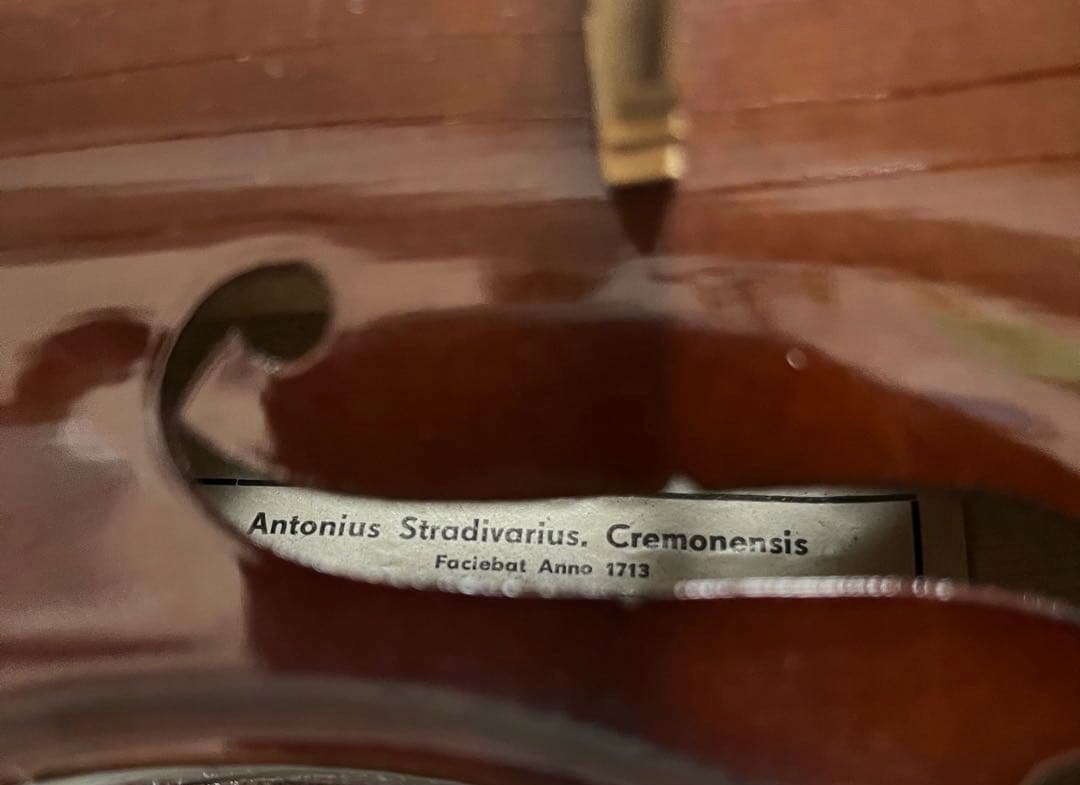 Antonius Stradivarius. Cremonensis
Faciebat Anno 1713